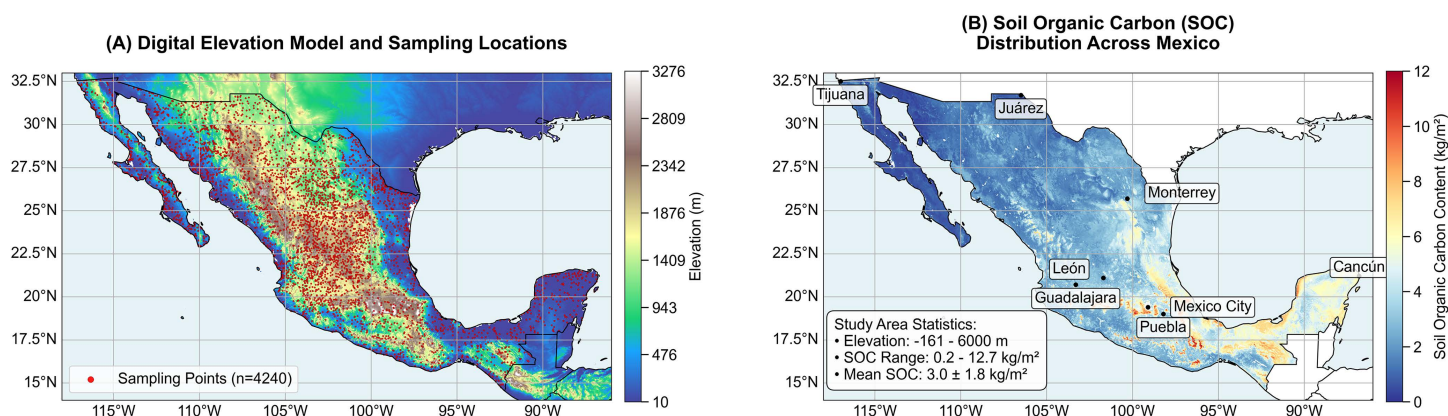 (A) Digital Elevation Model and Sampling Locations
32.5°N
30°N
27.5°N
25°N
22.5°N
20°N
17.5°N
15°N
115°W
110°W
105°W
100°W
95°W
90°W
Sampling Points (n=4240)
3276
2809
2342
1876
1409
943
476
10
Elevation (m)
(B) Soil Organic Carbon (SOC)
Distribution Across Mexico
32.5°N
30°N
27.5°N
25°N
22.5°N
20°N
17.5°N
15°N
Tijuana
Juárez
Monterrey
León
Cancún
Guadalajara
Mexico City
Puebla
Study Area Statistics:
• Elevation: -161 - 6000 m
• SOC Range: 0.2 - 12.7 kg/m²
• Mean SOC: 3.0 ± 1.8 kg/m²
115°W
110°W
105°W
100°W
95°W
90°W
12
10
8
6
4
2
0
Soil Organic Carbon Content (kg/m²)